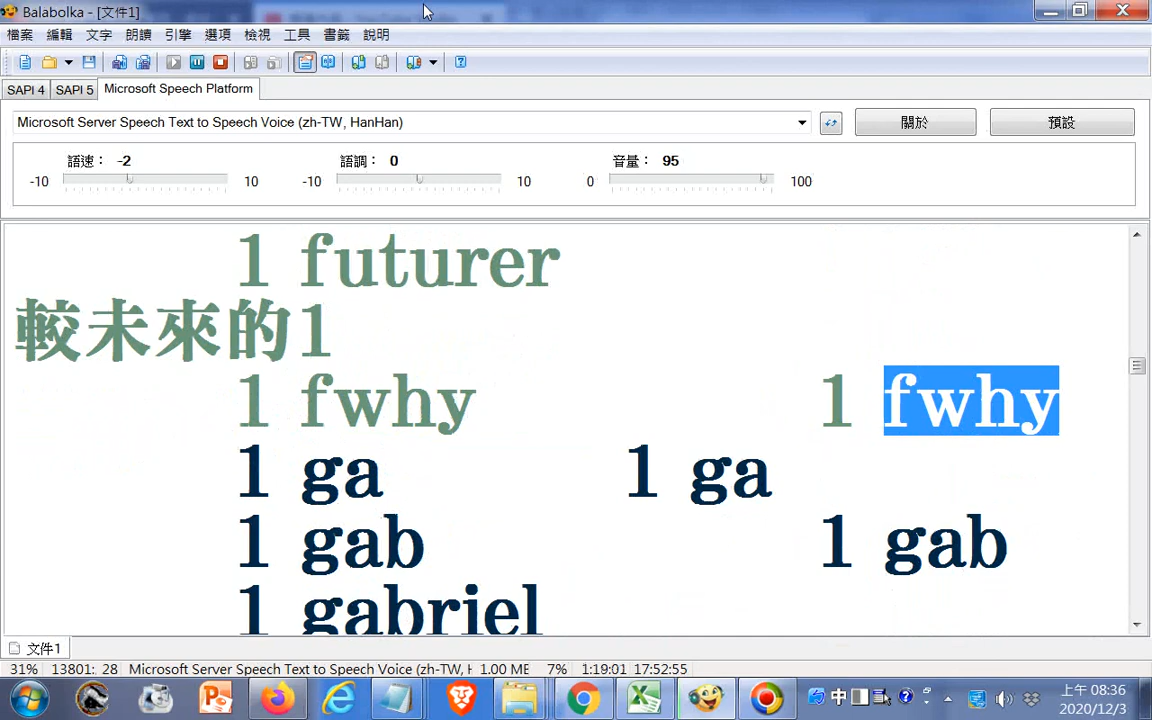 Balabolka - [文件1]
檔案 編輯 文字 朗讀 引擎 選項 檢視 工具 書籤 說明
SAPI 4 SAPI 5 Microsoft Speech Platform
Microsoft Server Speech Text to Speech Voice (zh-TW, HanHan) 關於 預設
語速： -2 語調： 0 音量： 95
-10 10 -10 10 0 100
1 futurer
較未來的1
1 fwhy 1 fwhy
1 ga 1 ga
1 gab 1 gab
1 gabriel
文件1
31% 13801: 28 Microsoft Server Speech Text to Speech Voice (zh-TW, 1.00 ME 7% 1:19:01 17:52:55
中 上午 08:36
2020/12/3